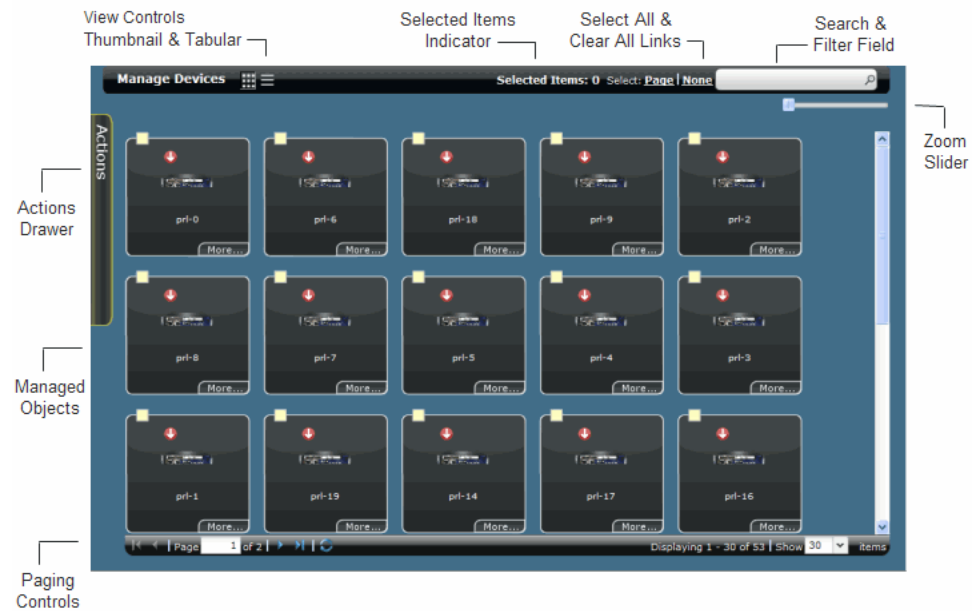 View Controls
Thumbnail & Tabular
Selected Items
Indicator
Select All &
Clear All Links
Search &
Filter Field
Manage Devices
Selected Items: 0 Select: Page | None
Zoom
Slider
Actions
Actions
Drawer
prl-0
More...
prl-6
More...
prl-18
More...
prl-9
More...
prl-2
More...
prl-8
More...
prl-7
More...
prl-5
More...
prl-4
More...
prl-3
More...
Managed
Objects
prl-1
More...
prl-19
More...
prl-14
More...
prl-17
More...
prl-16
More...
Page 1 of 2
Displaying 1 - 30 of 53 | Show 30 items
Paging
Controls